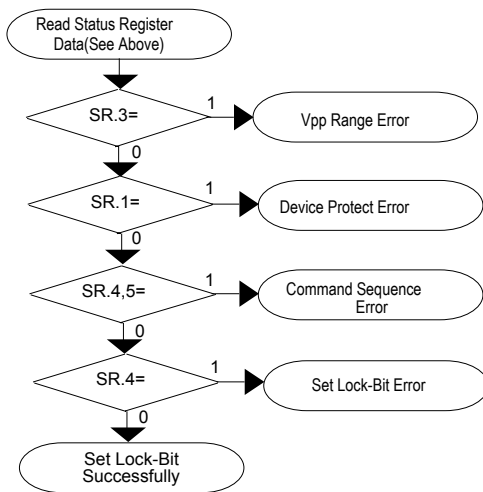 Read Status Register
Data(See Above)
SR.3=
1
Vpp Range Error
0
SR.1=
1
Device Protect Error
0
SR.4,5=
1
Command Sequence
Error
0
SR.4=
1
Set Lock-Bit Error
0
Set Lock-Bit
Successfully